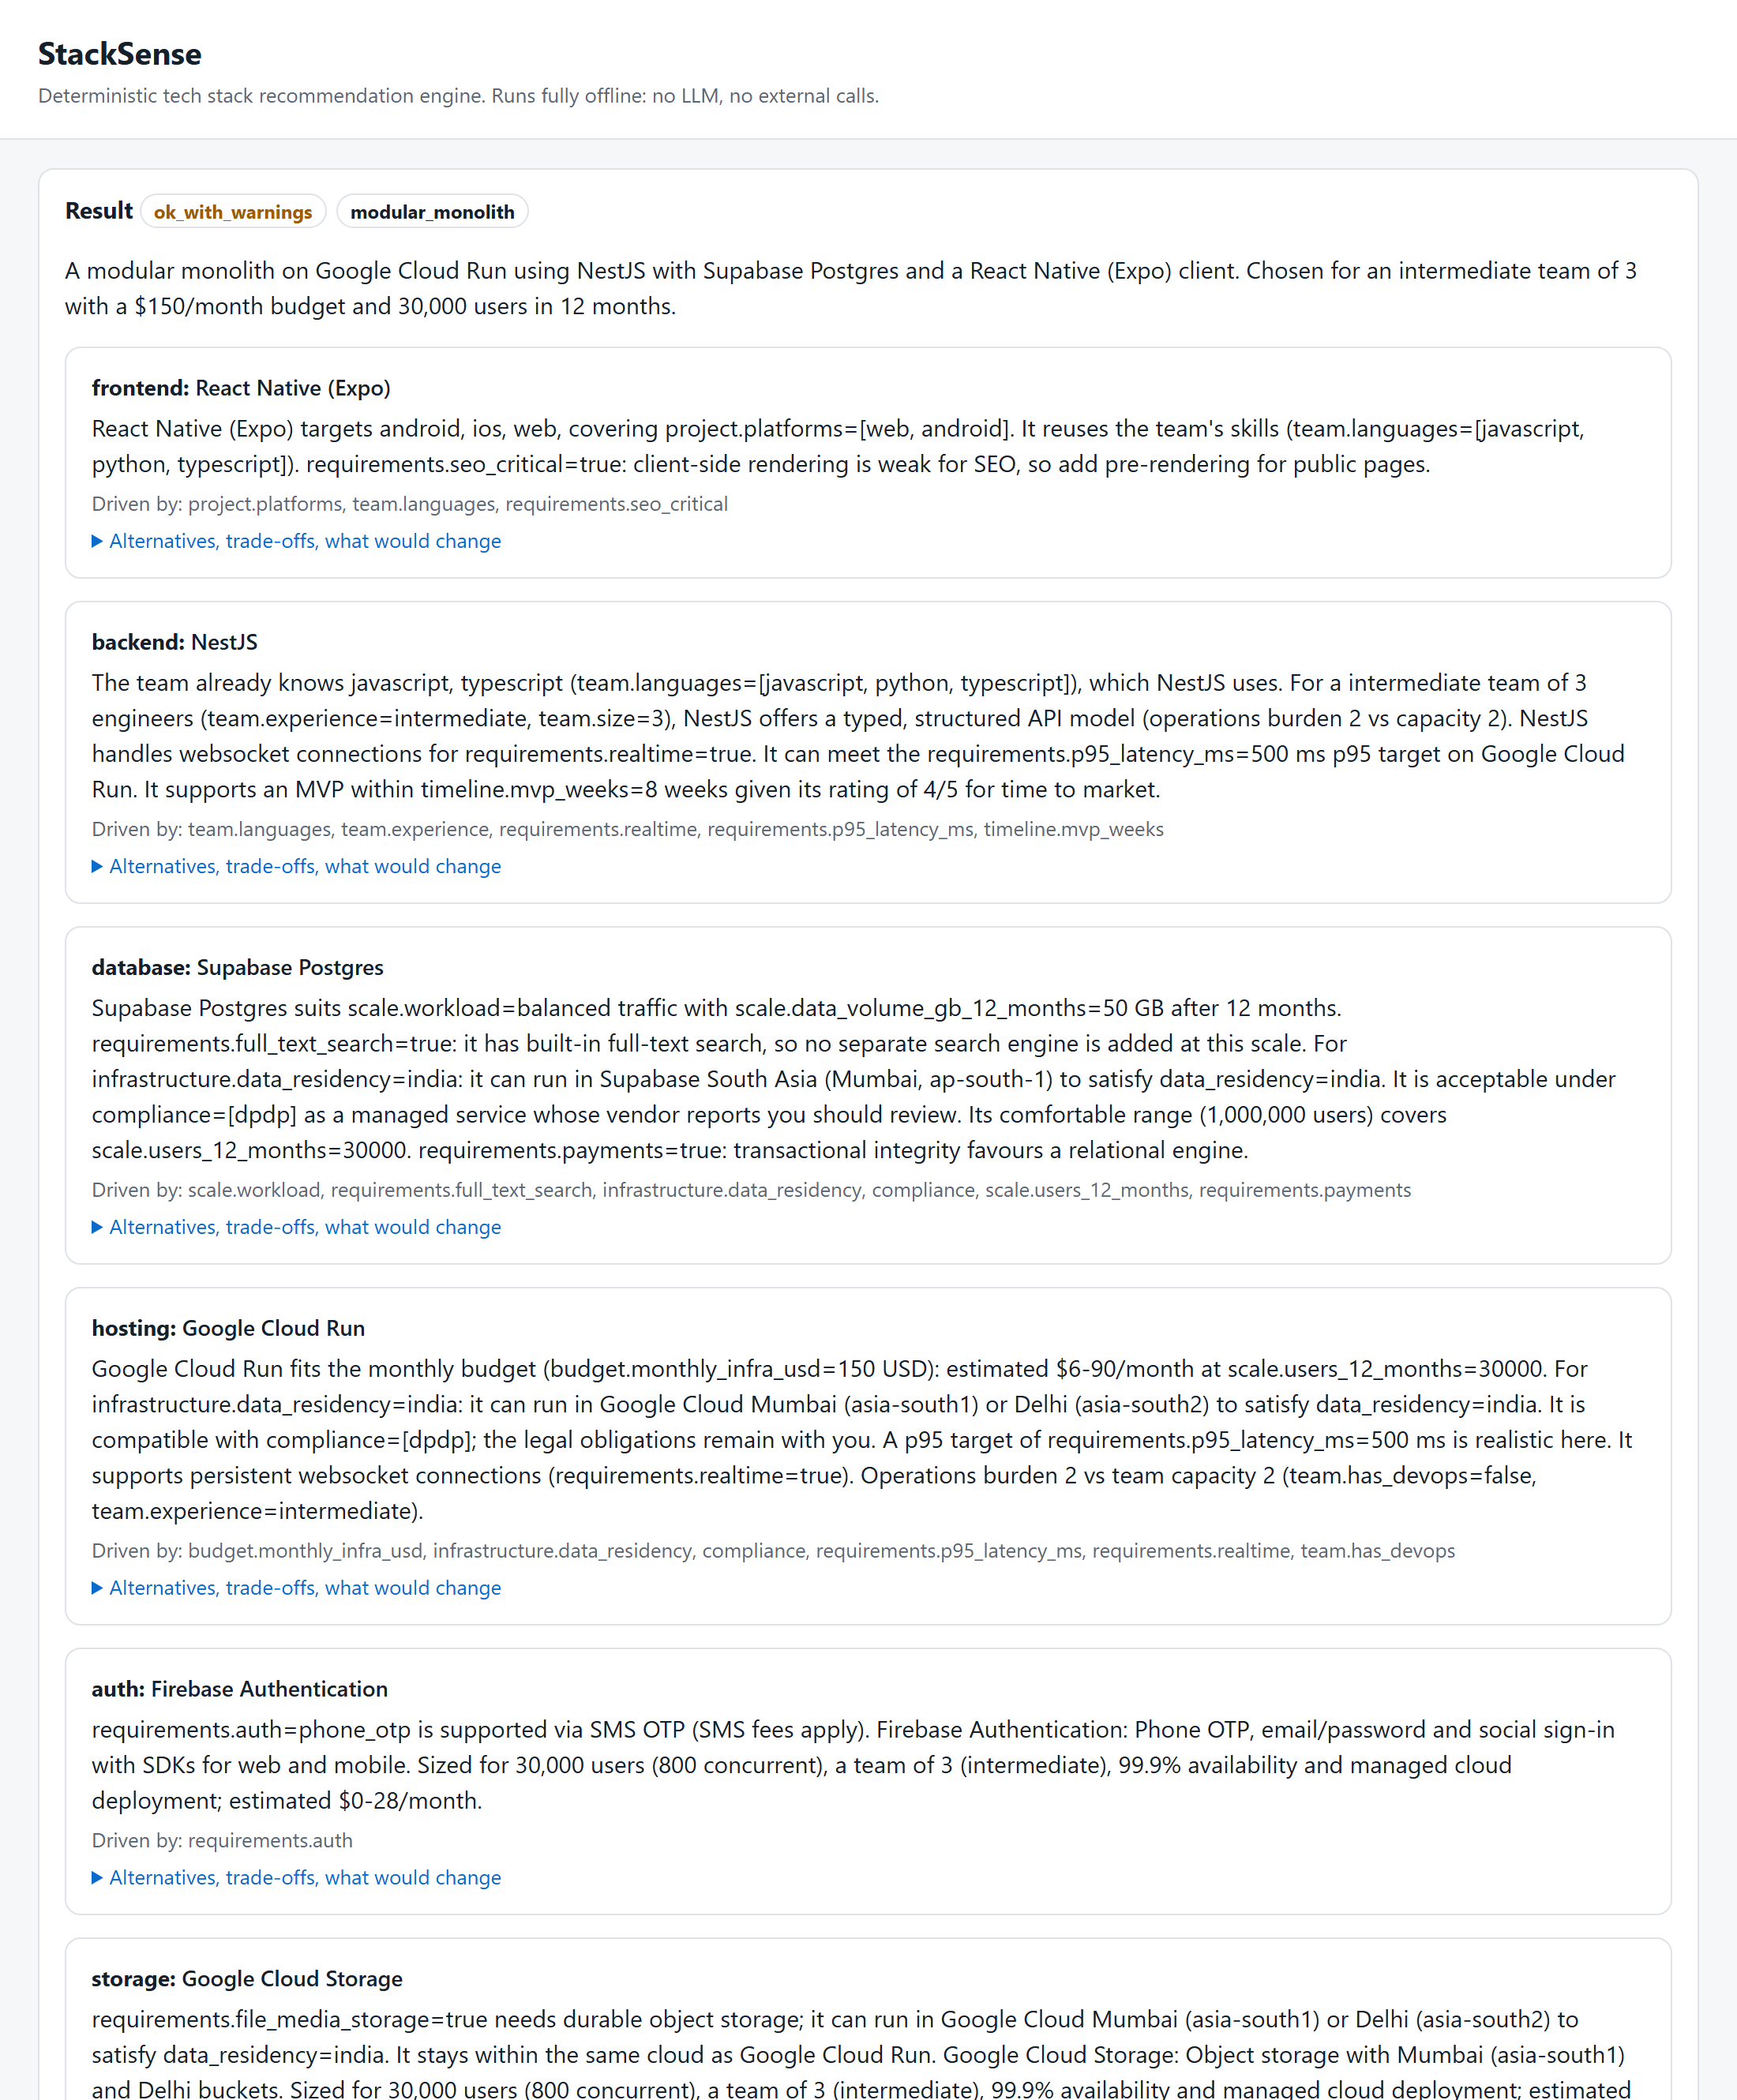 StackSense
Deterministic tech stack recommendation engine. Runs fully offline: no LLM, no external calls.
Result ok_with_warnings modular_monolith
A modular monolith on Google Cloud Run using NestJS with Supabase Postgres and a React Native (Expo) client. Chosen for an intermediate team of 3
with a $150/month budget and 30,000 users in 12 months.
frontend: React Native (Expo)
React Native (Expo) targets android, ios, web, covering project.platforms=[web, android]. It reuses the team's skills (team.languages=[javascript,
python, typescript]). requirements.seo_critical=true: client-side rendering is weak for SEO, so add pre-rendering for public pages.
Driven by: project.platforms, team.languages, requirements.seo_critical
▶ Alternatives, trade-offs, what would change
backend: NestJS
The team already knows javascript, typescript (team.languages=[javascript, python, typescript]), which NestJS uses. For a intermediate team of 3
engineers (team.experience=intermediate, team.size=3), NestJS offers a typed, structured API model (operations burden 2 vs capacity 2). NestJS
handles websocket connections for requirements.realtime=true. It can meet the requirements.p95_latency_ms=500 ms p95 target on Google Cloud
Run. It supports an MVP within timeline.mvp_weeks=8 weeks given its rating of 4/5 for time to market.
Driven by: team.languages, team.experience, requirements.realtime, requirements.p95_latency_ms, timeline.mvp_weeks
▶ Alternatives, trade-offs, what would change
database: Supabase Postgres
Supabase Postgres suits scale.workload=balanced traffic with scale.data_volume_gb_12_months=50 GB after 12 months.
requirements.full_text_search=true: it has built-in full-text search, so no separate search engine is added at this scale. For
infrastructure.data_residency=india: it can run in Supabase South Asia (Mumbai, ap-south-1) to satisfy data_residency=india. It is acceptable under
compliance=[dpdp] as a managed service whose vendor reports you should review. Its comfortable range (1,000,000 users) covers
scale.users_12_months=30000. requirements.payments=true: transactional integrity favours a relational engine.
Driven by: scale.workload, requirements.full_text_search, infrastructure.data_residency, compliance, scale.users_12_months, requirements.payments
▶ Alternatives, trade-offs, what would change
hosting: Google Cloud Run
Google Cloud Run fits the monthly budget (budget.monthly_infra_usd=150 USD): estimated $6-90/month at scale.users_12_months=30000. For
infrastructure.data_residency=india: it can run in Google Cloud Mumbai (asia-south1) or Delhi (asia-south2) to satisfy data_residency=india. It is
compatible with compliance=[dpdp]; the legal obligations remain with you. A p95 target of requirements.p95_latency_ms=500 ms is realistic here. It
supports persistent websocket connections (requirements.realtime=true). Operations burden 2 vs team capacity 2 (team.has_devops=false,
team.experience=intermediate).
Driven by: budget.monthly_infra_usd, infrastructure.data_residency, compliance, requirements.p95_latency_ms, requirements.realtime, team.has_devops
▶ Alternatives, trade-offs, what would change
auth: Firebase Authentication
requirements.auth=phone_otp is supported via SMS OTP (SMS fees apply). Firebase Authentication: Phone OTP, email/password and social sign-in
with SDKs for web and mobile. Sized for 30,000 users (800 concurrent), a team of 3 (intermediate), 99.9% availability and managed cloud
deployment; estimated $0-28/month.
Driven by: requirements.auth
▶ Alternatives, trade-offs, what would change
storage: Google Cloud Storage
requirements.file_media_storage=true needs durable object storage; it can run in Google Cloud Mumbai (asia-south1) or Delhi (asia-south2) to
satisfy data_residency=india. It stays within the same cloud as Google Cloud Run. Google Cloud Storage: Object storage with Mumbai (asia-south1)
and Delhi buckets. Sized for 30,000 users (800 concurrent), a team of 3 (intermediate), 99.9% availability and managed cloud deployment; estimated